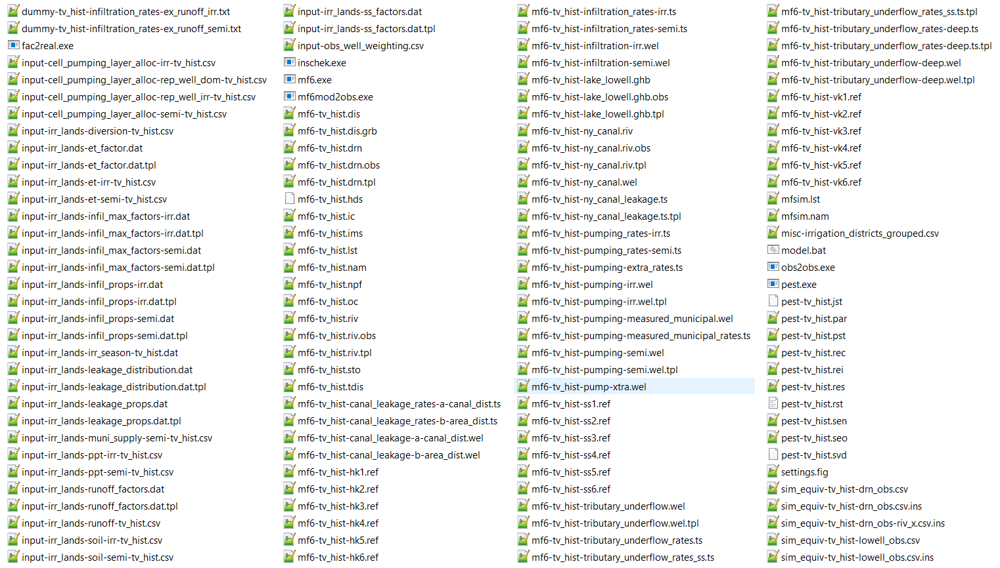 dummy-tv_hist-infiltration_rates-ex_runoff_irr.txt
dummy-tv_hist-infiltration_rates-ex_runoff_semi.txt
fac2real.exe
input-cell_pumping_layer_alloc-irr-tv_hist.csv
input-cell_pumping_layer_alloc-rep_well_dom-tv_hist.csv
input-cell_pumping_layer_alloc-rep_well_irr-tv_hist.csv
input-cell_pumping_layer_alloc-semi-tv_hist.csv
input-irr_lands-diversion-tv_hist.csv
input-irr_lands-et_factor.dat
input-irr_lands-et_factor.dat.tpl
input-irr_lands-et-irr-tv_hist.csv
input-irr_lands-et-semi-tv_hist.csv
input-irr_lands-infil_max_factors-irr.dat
input-irr_lands-infil_max_factors-irr.dat.tpl
input-irr_lands-infil_max_factors-semi.dat
input-irr_lands-infil_max_factors-semi.dat.tpl
input-irr_lands-infil_props-irr.dat
input-irr_lands-infil_props-irr.dat.tpl
input-irr_lands-infil_props-semi.dat
input-irr_lands-infil_props-semi.dat.tpl
input-irr_lands-irr_season-tv_hist.dat
input-irr_lands-leakage_distribution.dat
input-irr_lands-leakage_distribution.dat.tpl
input-irr_lands-leakage_props.dat
input-irr_lands-leakage_props.dat.tpl
input-irr_lands-muni_supply-semi-tv_hist.csv
input-irr_lands-ppt-irr-tv_hist.csv
input-irr_lands-ppt-semi-tv_hist.csv
input-irr_lands-runoff_factors.dat
input-irr_lands-runoff_factors.dat.tpl
input-irr_lands-runoff-tv_hist.csv
input-irr_lands-soil-irr-tv_hist.csv
input-irr_lands-soil-semi-tv_hist.csv
input-irr_lands-ss_factors.dat
input-irr_lands-ss_factors.dat.tpl
input-obs_well_weighting.csv
inschek.exe
mf6.exe
mf6mod2obs.exe
mf6-tv_hist.dis
mf6-tv_hist.dis.grb
mf6-tv_hist.drn
mf6-tv_hist.drn.obs
mf6-tv_hist.drn.tpl
mf6-tv_hist.hds
mf6-tv_hist.ic
mf6-tv_hist.ims
mf6-tv_hist.lst
mf6-tv_hist.nam
mf6-tv_hist.npf
mf6-tv_hist.oc
mf6-tv_hist.riv
mf6-tv_hist.riv.obs
mf6-tv_hist.riv.tpl
mf6-tv_hist.sto
mf6-tv_hist.tdis
mf6-tv_hist-canal_leakage_rates-a-canal_dist.ts
mf6-tv_hist-canal_leakage_rates-b-area_dist.ts
mf6-tv_hist-canal_leakage-a-canal_dist.wel
mf6-tv_hist-canal_leakage-b-area_dist.wel
mf6-tv_hist-hk1.ref
mf6-tv_hist-hk2.ref
mf6-tv_hist-hk3.ref
mf6-tv_hist-hk4.ref
mf6-tv_hist-hk5.ref
mf6-tv_hist-hk6.ref
mf6-tv_hist-infiltration_rates-irr.ts
mf6-tv_hist-infiltration_rates-semi.ts
mf6-tv_hist-infiltration-irr.wel
mf6-tv_hist-infiltration-semi.wel
mf6-tv_hist-lake_lowell.ghb
mf6-tv_hist-lake_lowell.ghb.obs
mf6-tv_hist-lake_lowell.ghb.tpl
mf6-tv_hist-ny_canal.riv
mf6-tv_hist-ny_canal.riv.obs
mf6-tv_hist-ny_canal.riv.tpl
mf6-tv_hist-ny_canal.wel
mf6-tv_hist-ny_canal_leakage.ts
mf6-tv_hist-ny_canal_leakage.ts.tpl
mf6-tv_hist-pumping_rates-irr.ts
mf6-tv_hist-pumping_rates-semi.ts
mf6-tv_hist-pumping-extra_rates.ts
mf6-tv_hist-pumping-irr.wel
mf6-tv_hist-pumping-irr.wel.tpl
mf6-tv_hist-pumping-measured_municipal.wel
mf6-tv_hist-pumping-measured_municipal_rates.ts
mf6-tv_hist-pumping-semi.wel
mf6-tv_hist-pumping-semi.wel.tpl
mf6-tv_hist-pump-xtra.wel
mf6-tv_hist-ss1.ref
mf6-tv_hist-ss2.ref
mf6-tv_hist-ss3.ref
mf6-tv_hist-ss4.ref
mf6-tv_hist-ss5.ref
mf6-tv_hist-ss6.ref
mf6-tv_hist-tributary_underflow.wel
mf6-tv_hist-tributary_underflow.wel.tpl
mf6-tv_hist-tributary_underflow_rates.ts
mf6-tv_hist-tributary_underflow_rates_ss.ts
mf6-tv_hist-tributary_underflow_rates_ss.ts.tpl
mf6-tv_hist-tributary_underflow_rates-deep.ts
mf6-tv_hist-tributary_underflow_rates-deep.ts.tpl
mf6-tv_hist-tributary_underflow-deep.wel
mf6-tv_hist-tributary_underflow-deep.wel.tpl
mf6-tv_hist-vk1.ref
mf6-tv_hist-vk2.ref
mf6-tv_hist-vk3.ref
mf6-tv_hist-vk4.ref
mf6-tv_hist-vk5.ref
mf6-tv_hist-vk6.ref
mfsim.lst
mfsim.nam
misc-irrigation_districts_grouped.csv
model.bat
obs2obs.exe
pest.exe
pest-tv_hist.jst
pest-tv_hist.par
pest-tv_hist.pst
pest-tv_hist.rec
pest-tv_hist.rei
pest-tv_hist.res
pest-tv_hist.rst
pest-tv_hist.sen
pest-tv_hist.seo
pest-tv_hist.svd
settings.fig
sim_equiv-tv_hist-drn_obs.csv
sim_equiv-tv_hist-drn_obs.csv.ins
sim_equiv-tv_hist-drn_obs-riv_x.csv.ins
sim_equiv-tv_hist-lowell_obs.csv
sim_equiv-tv_hist-lowell_obs.csv.ins